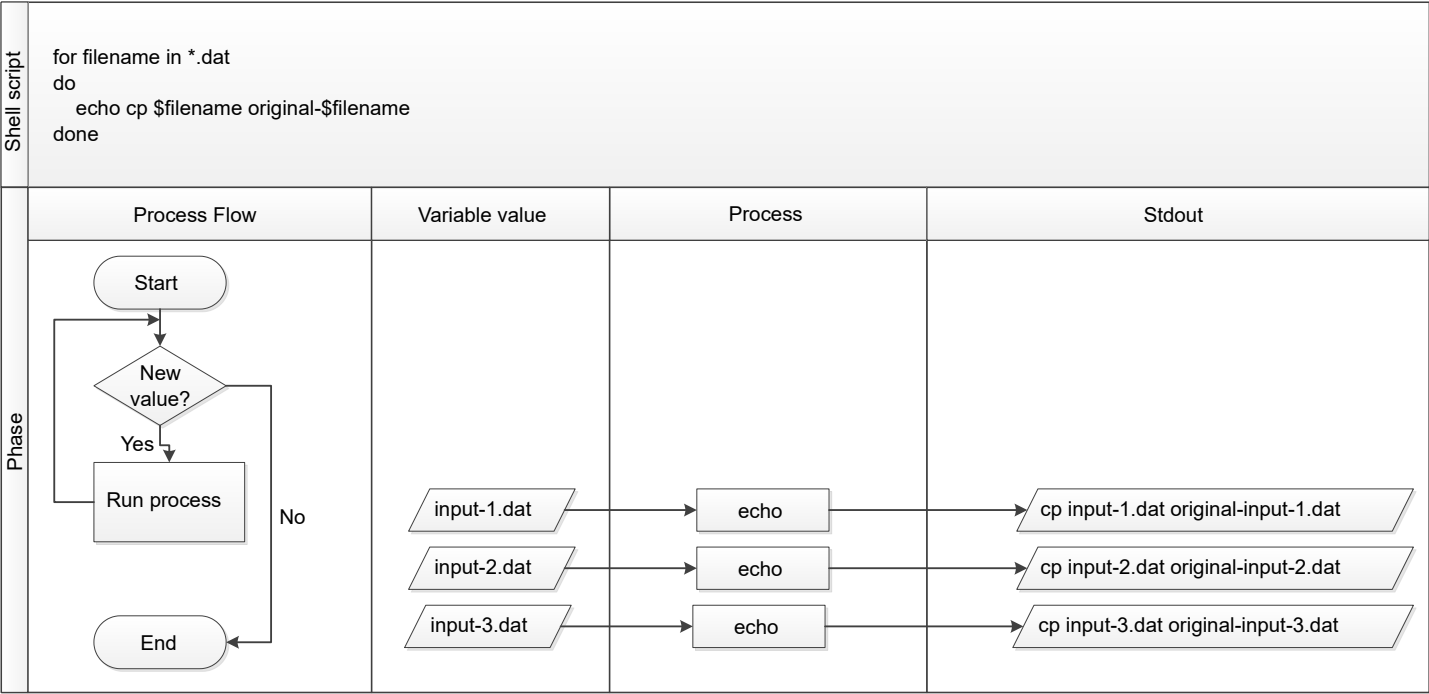 Shell script
for filename in *.dat
do
    echo cp $filename original-$filename
done
Phase
Process Flow
Variable value
Process
Stdout
Start
New
value?
Yes
Run process
No
End
input-1.dat
echo
cp input-1.dat original-input-1.dat
input-2.dat
echo
cp input-2.dat original-input-2.dat
input-3.dat
echo
cp input-3.dat original-input-3.dat